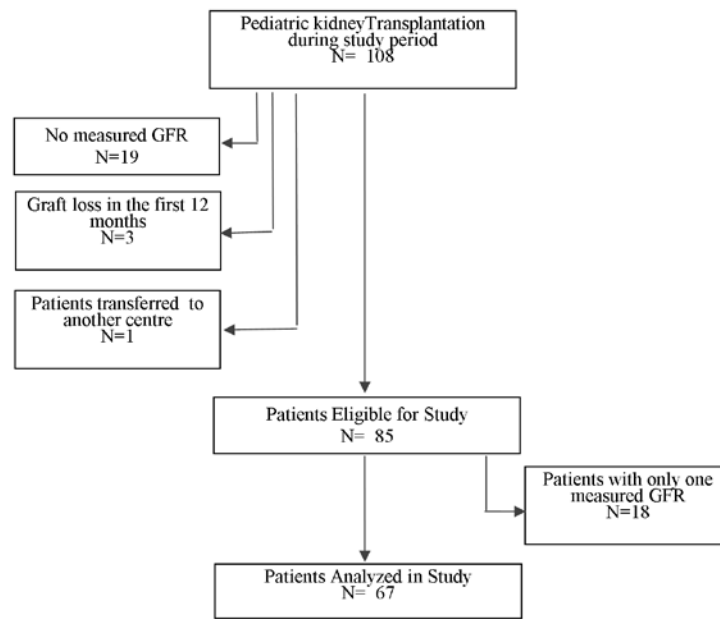 Pediatric kidneyTransplantation
during study period
N= 108
No measured GFR
N=19
Graft loss in the first 12
months
N=3
Patients transferred to
another centre
N=1
Patients Eligible for Study
N= 85
Patients with only one
measured GFR
N=18
Patients Analyzed in Study
N= 67